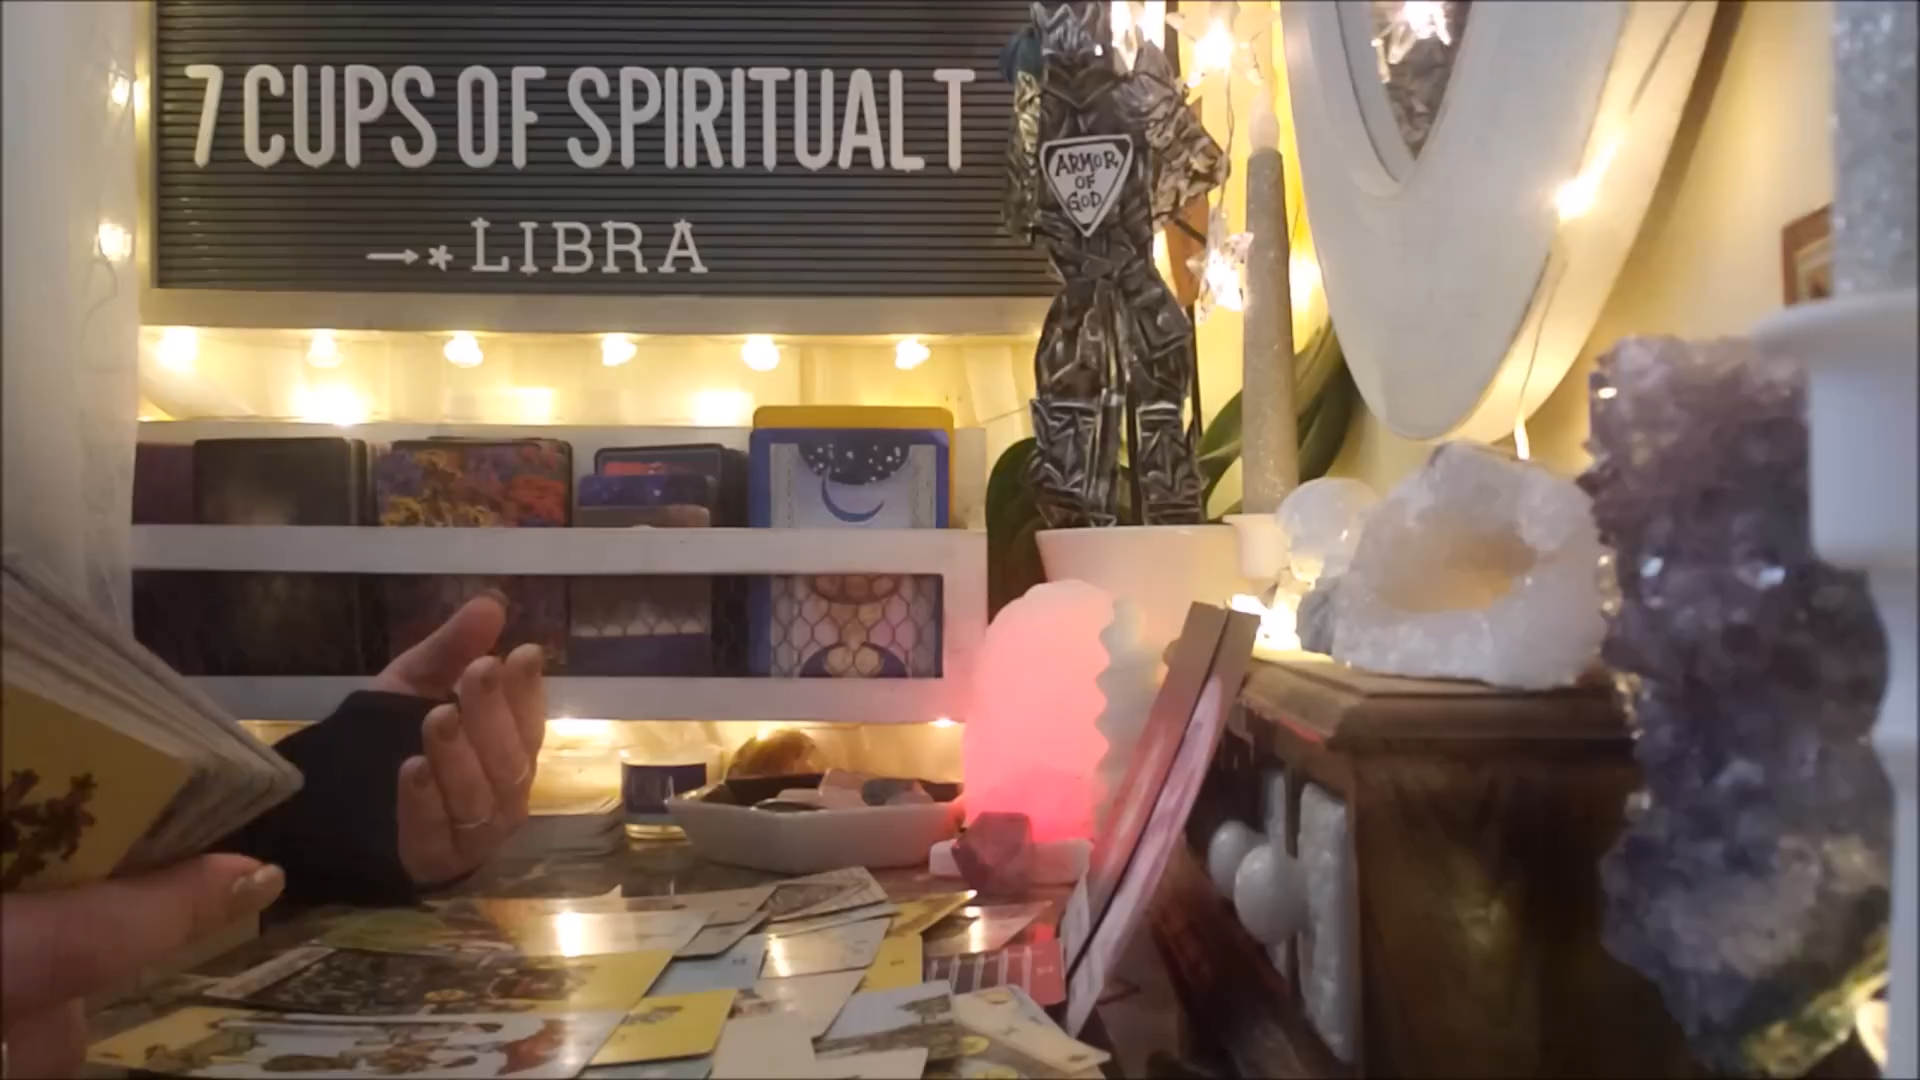 7 CUPS OF SPIRITUAL T
→* LIBRA
ARMOR
OF
GOD